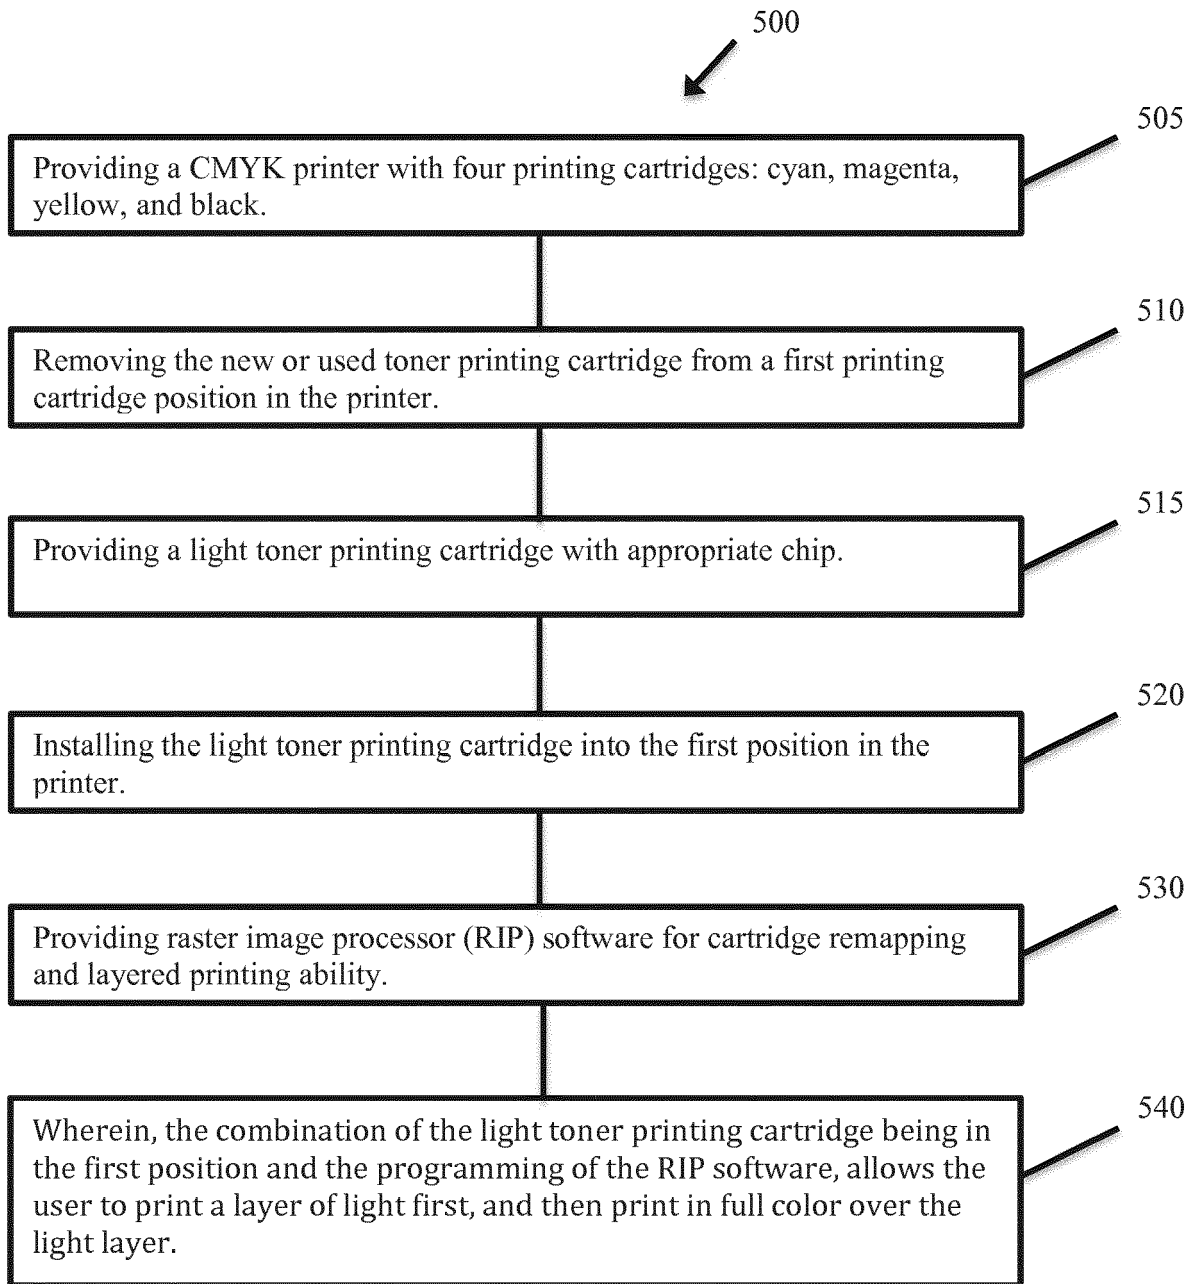 500
505
Providing a CMYK printer with four printing cartridges: cyan, magenta,
yellow, and black.
510
Removing the new or used toner printing cartridge from a first printing
cartridge position in the printer.
515
Providing a light toner printing cartridge with appropriate chip.
520
Installing the light toner printing cartridge into the first position in the
printer.
530
Providing raster image processor (RIP) software for cartridge remapping
and layered printing ability.
540
Wherein, the combination of the light toner printing cartridge being in
the first position and the programming of the RIP software, allows the
user to print a layer of light first, and then print in full color over the
light layer.